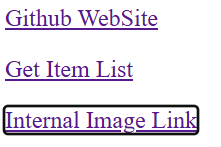 Github WebSite
Get Item List
Internal Image Link